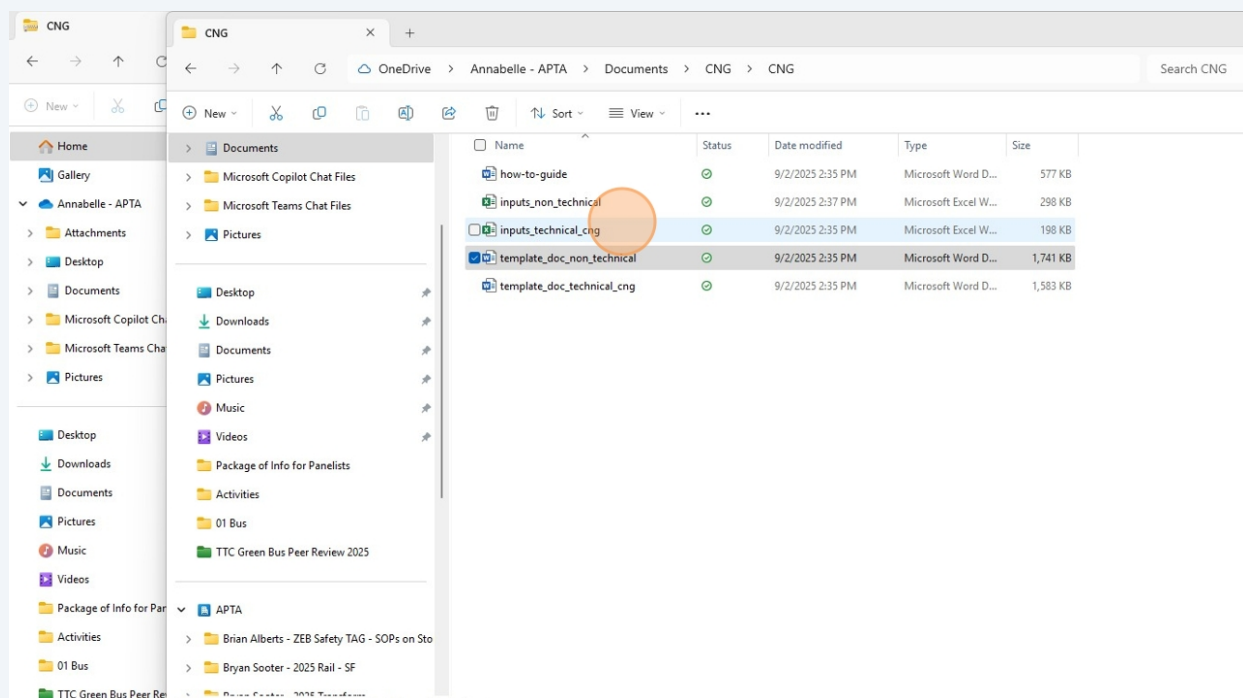 CNG
New
Home
Gallery
Annabelle - APTA
Attachments
Desktop
Documents
Microsoft Copilot Ch
Microsoft Teams Cha
Pictures
Desktop
Downloads
Documents
Pictures
Music
Videos
Package of Info for Par
Activities
01 Bus
TTC Green Bus Peer Re
CNG
OneDrive > Annabelle - APTA > Documents > CNG > CNG
Search CNG
New
Sort
View
Documents
Microsoft Copilot Chat Files
Microsoft Teams Chat Files
Pictures
Desktop
Downloads
Documents
Pictures
Music
Videos
Package of Info for Panelists
Activities
01 Bus
TTC Green Bus Peer Review 2025
APTA
Brian Alberts - ZEB Safety TAG - SOPs on Sto
Bryan Sooter - 2025 Rail - SF
Bryan Sooter - 2025 Transform
Name Status Date modified Type Size
how-to-guide 9/2/2025 2:35 PM Microsoft Word D... 577 KB
inputs_non_technical 9/2/2025 2:37 PM Microsoft Excel W... 298 KB
inputs_technical_cng 9/2/2025 2:35 PM Microsoft Excel W... 198 KB
template_doc_non_technical 9/2/2025 2:35 PM Microsoft Word D... 1,741 KB
template_doc_technical_cng 9/2/2025 2:35 PM Microsoft Word D... 1,583 KB